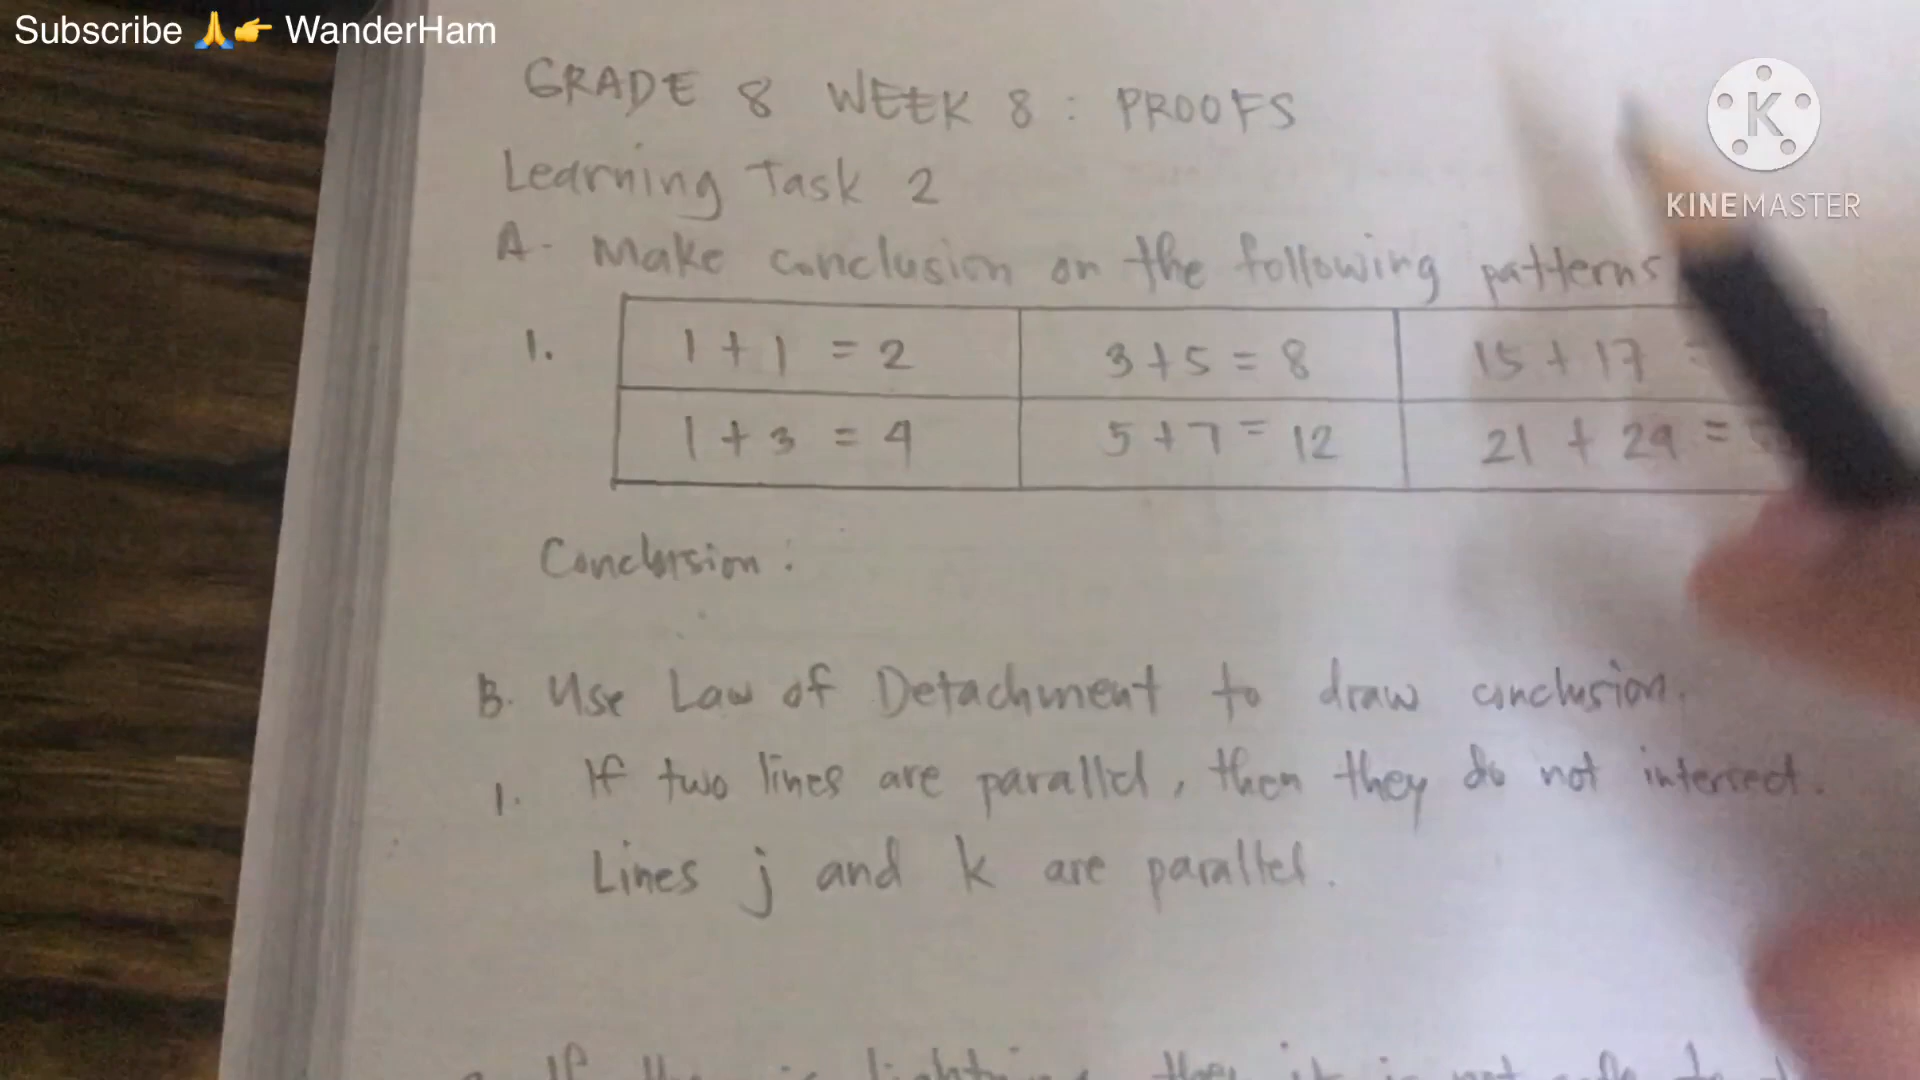 Subscribe 🙏👉 WanderHam
KINEMASTER
GRADE 8 WEEK 8 : PROOFS
Learning Task 2
A. Make conclusion on the following patterns
1. 1 + 1 = 2 3 + 5 = 8 15 + 17 =
1 + 3 = 4 5 + 7 = 12 21 + 29 =
Conclusion :
B. Use Law of Detachment to draw conclusion.
1. If two lines are parallel, then they do not intersect.
Lines j and k are parallel.